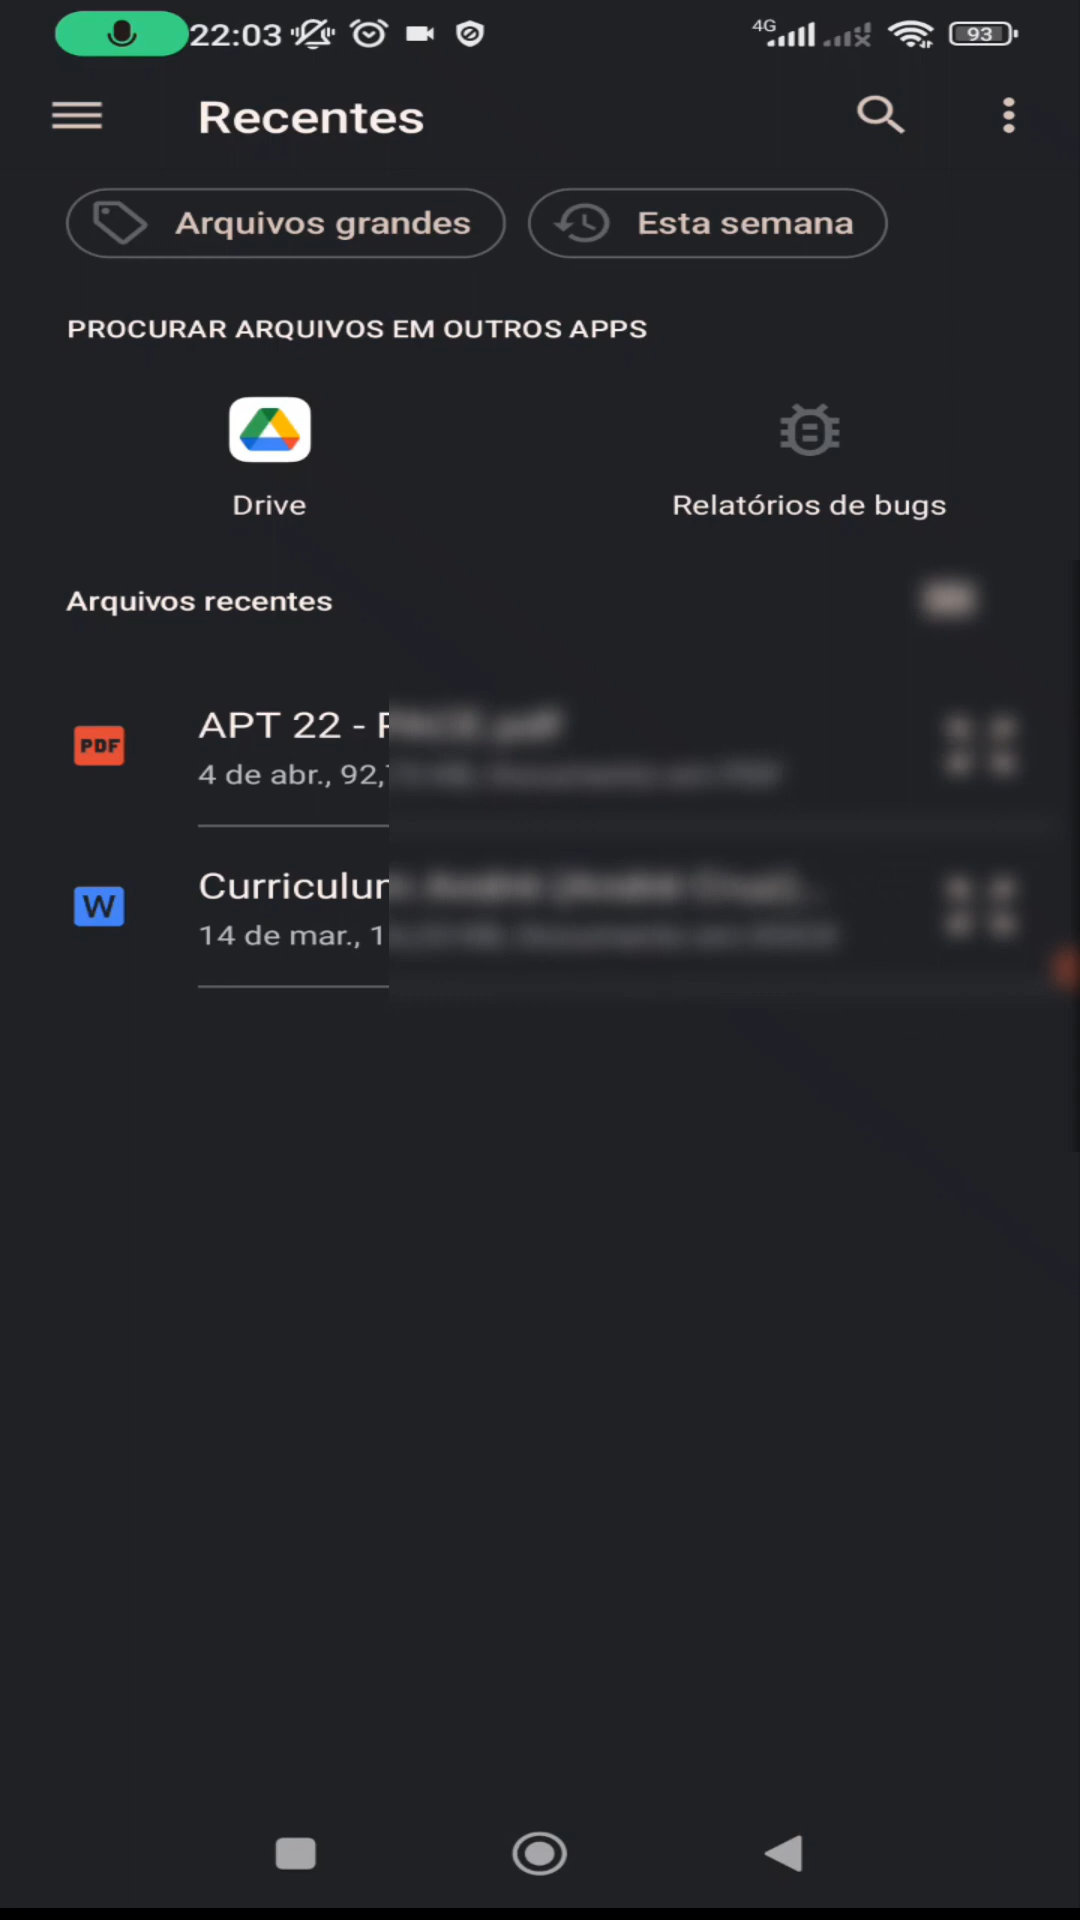 22:03 4G 93
Recentes
Arquivos grandes Esta semana
PROCURAR ARQUIVOS EM OUTROS APPS
Drive Relatórios de bugs
Arquivos recentes
PDF APT 22 -
4 de abr., 92,
W
14 de mar., 1